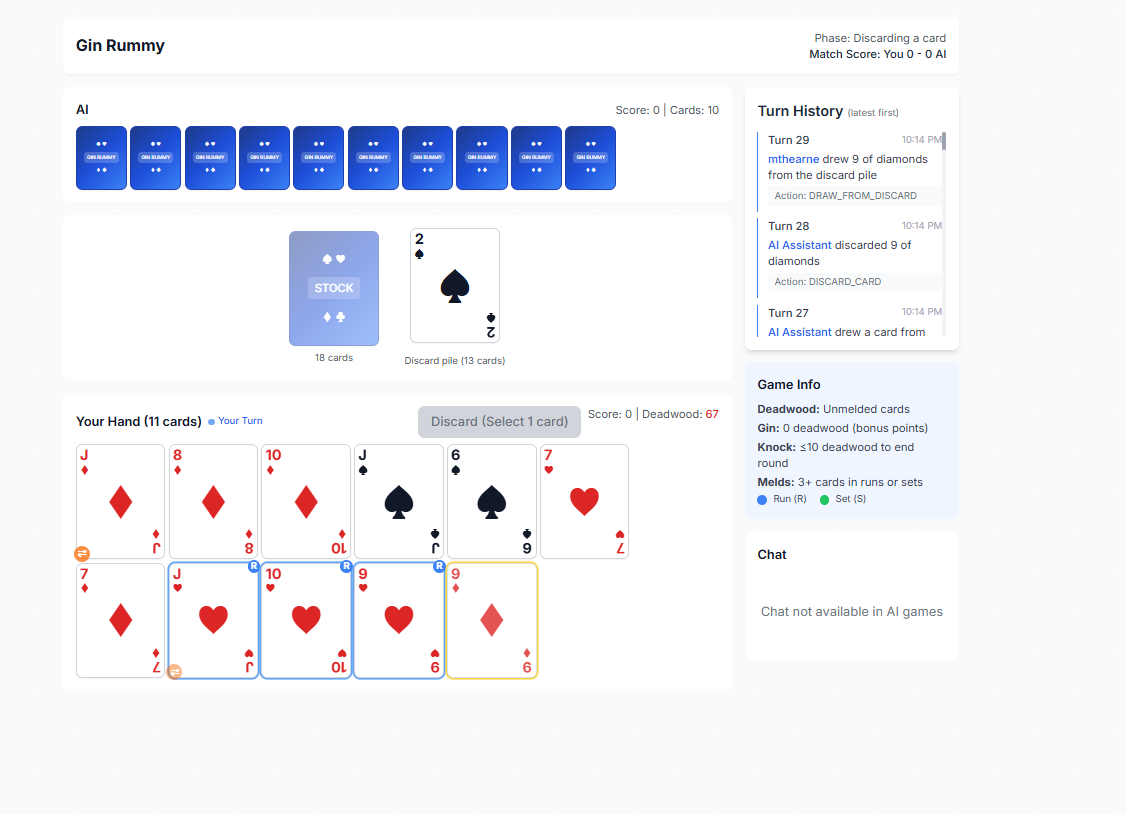 Gin Rummy
Phase: Discarding a card
Match Score: You 0 - 0 AI
AI
Score: 0 | Cards: 10
GIN RUMMY
GIN RUMMY
GIN RUMMY
GIN RUMMY
GIN RUMMY
GIN RUMMY
GIN RUMMY
GIN RUMMY
GIN RUMMY
GIN RUMMY
STOCK
18 cards
2
2
Discard pile (13 cards)
Your Hand (11 cards)
Your Turn
Discard (Select 1 card)
Score: 0 | Deadwood: 67
J
J
8
8
10
10
J
J
6
6
7
7
7
7
J
R
J
10
R
10
9
R
9
9
9
Turn History (latest first)
Turn 29
10:14 PM
mthearne drew 9 of diamonds
from the discard pile
Action: DRAW_FROM_DISCARD
Turn 28
10:14 PM
AI Assistant discarded 9 of
diamonds
Action: DISCARD_CARD
Turn 27
10:14 PM
AI Assistant drew a card from
Game Info
Deadwood: Unmelded cards
Gin: 0 deadwood (bonus points)
Knock: ≤10 deadwood to end
round
Melds: 3+ cards in runs or sets
Run (R)
Set (S)
Chat
Chat not available in AI games